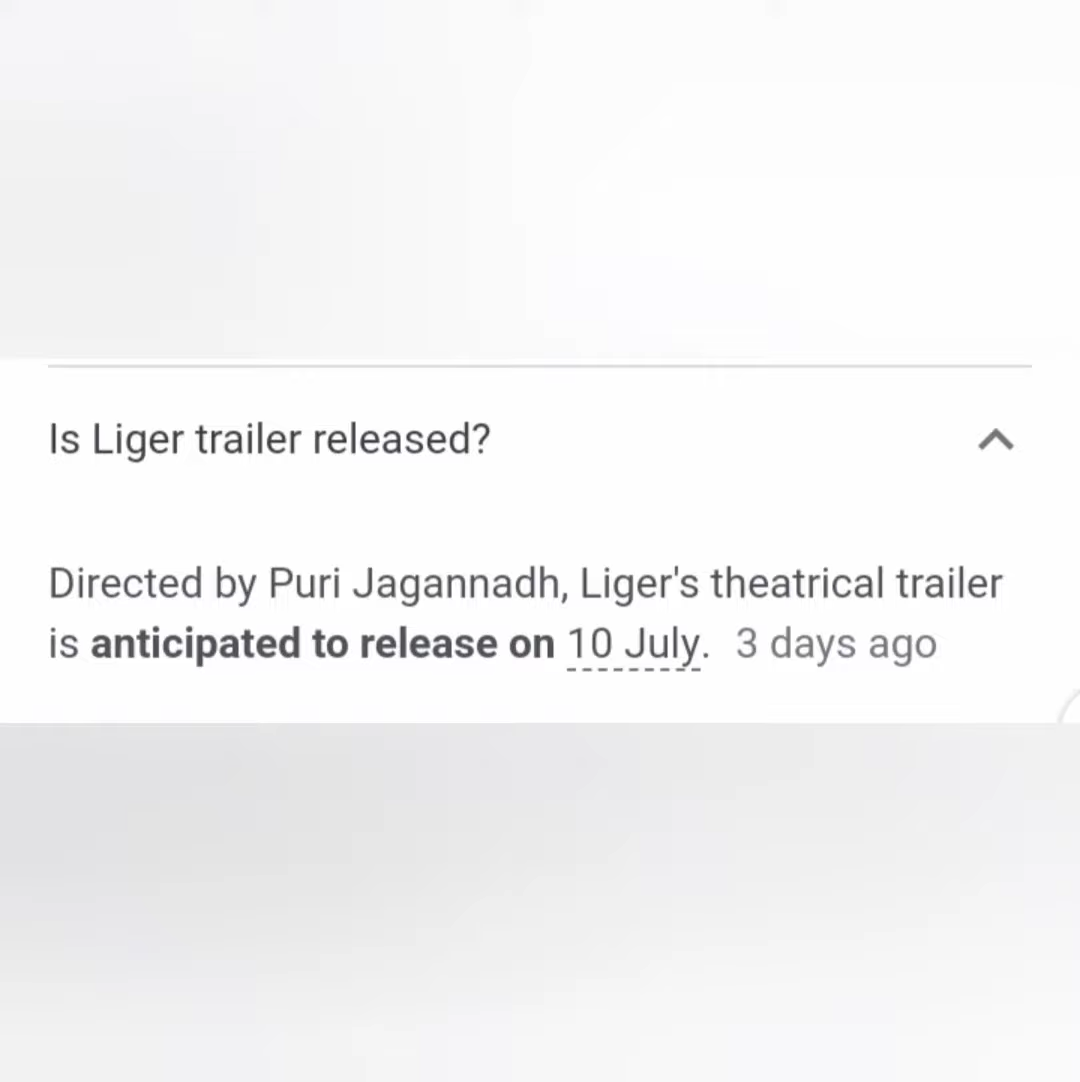 Is Liger trailer released?
Directed by Puri Jagannadh, Liger's theatrical trailer
is anticipated to release on 10 July. 3 days ago